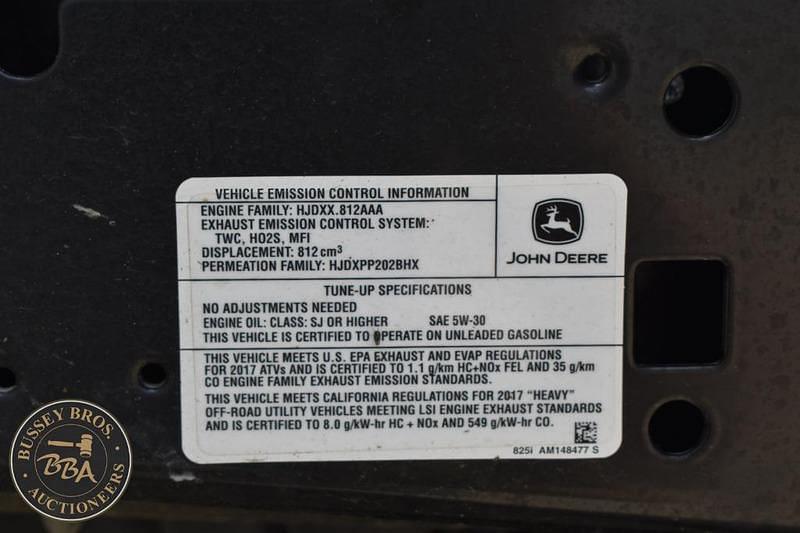 VEHICLE EMISSION CONTROL INFORMATION
ENGINE FAMILY: HJDXX.812AAA
EXHAUST EMISSION CONTROL SYSTEM:
TWC, HO2S, MFI
DISPLACEMENT: 812 cm³
PERMEATION FAMILY: HJDXPP202BHX
JOHN DEERE
TUNE-UP SPECIFICATIONS
NO ADJUSTMENTS NEEDED
ENGINE OIL: CLASS: SJ OR HIGHER SAE 5W-30
THIS VEHICLE IS CERTIFIED TO OPERATE ON UNLEADED GASOLINE
THIS VEHICLE MEETS U.S. EPA EXHAUST AND EVAP REGULATIONS
FOR 2017 ATVs AND IS CERTIFIED TO 1.1 g/km HC+NOx FEL AND 35 g/km
CO ENGINE FAMILY EXHAUST EMISSION STANDARDS.
THIS VEHICLE MEETS CALIFORNIA REGULATIONS FOR 2017 "HEAVY"
OFF-ROAD UTILITY VEHICLES MEETING LSI ENGINE EXHAUST STANDARDS
AND IS CERTIFIED TO 8.0 g/kW-hr HC + NOx AND 549 g/kW-hr CO.
825i AM148477 S
BUSSEY BROS.
BBA
AUCTIONEERS